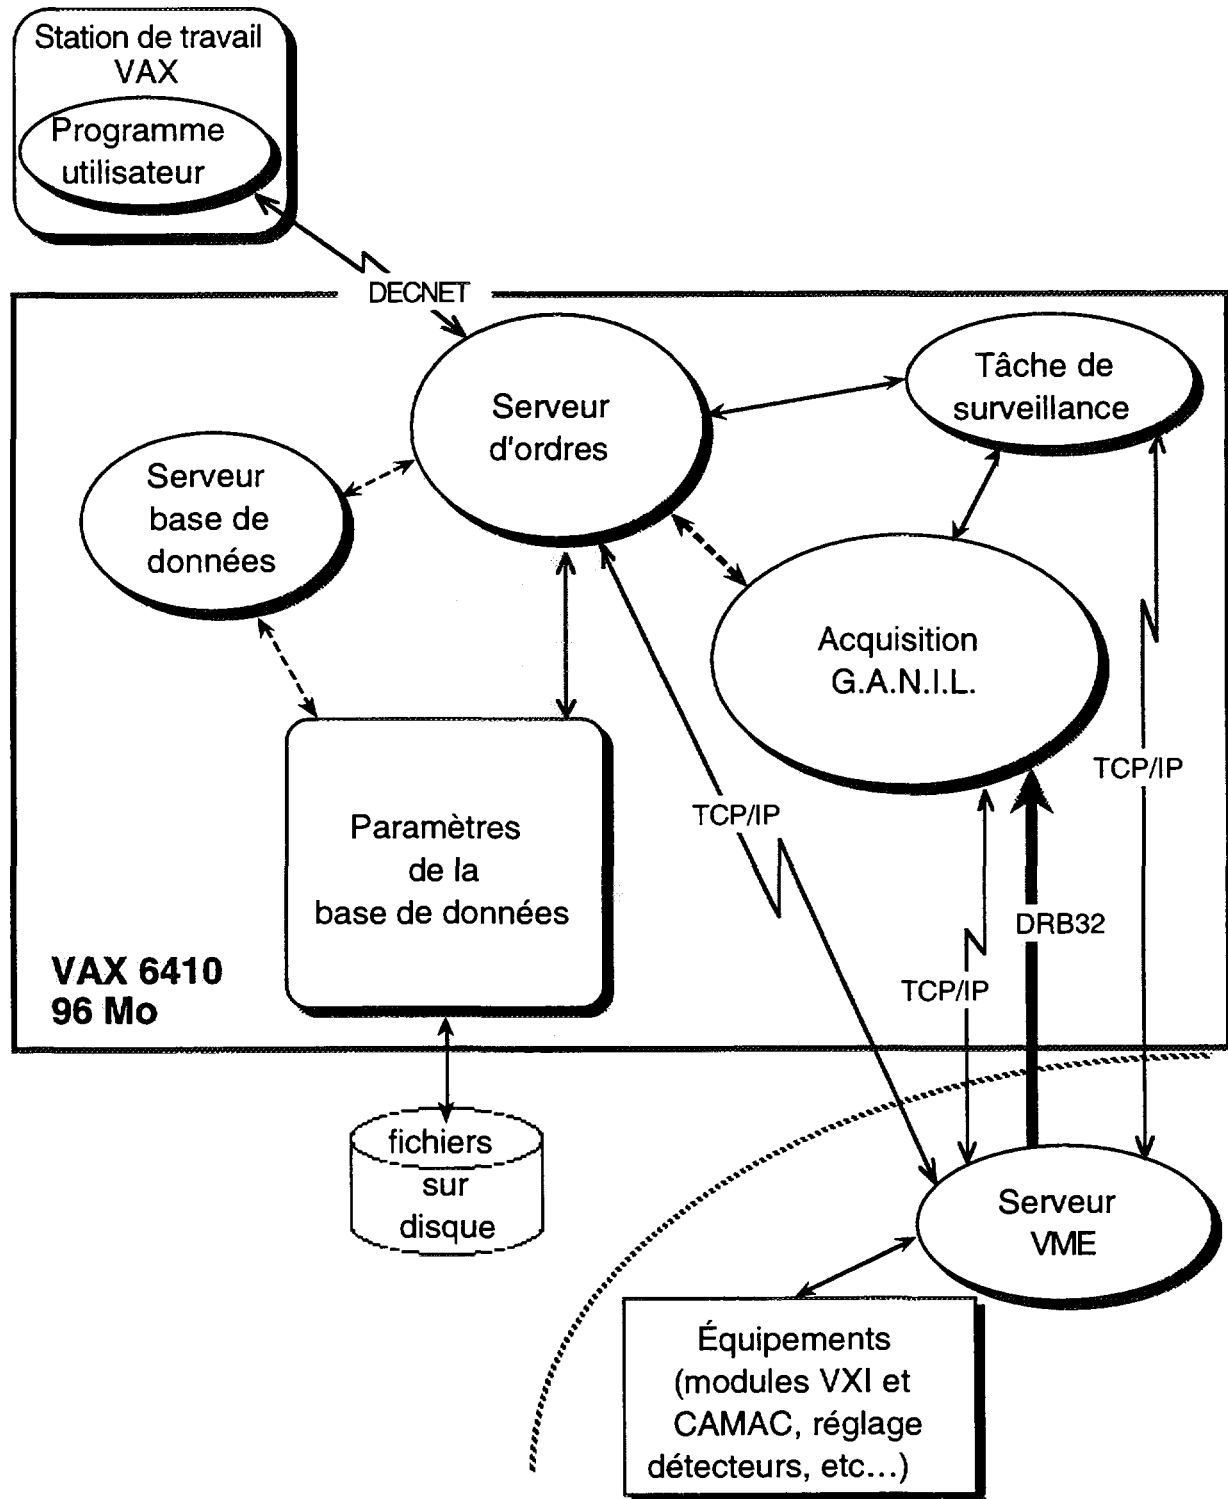 Station de travail
VAX
Programme
utilisateur
DECNET
Serveur
d'ordres
Tâche de
surveillance
Serveur
base de
données
Acquisition
G.A.N.I.L.
TCP/IP
TCP/IP
Paramètres
de la
base de données
DRB32
TCP/IP
VAX 6410
96 Mo
fichiers
sur
disque
Serveur
VME
Équipements
(modules VXI et
CAMAC, réglage
détecteurs, etc...)